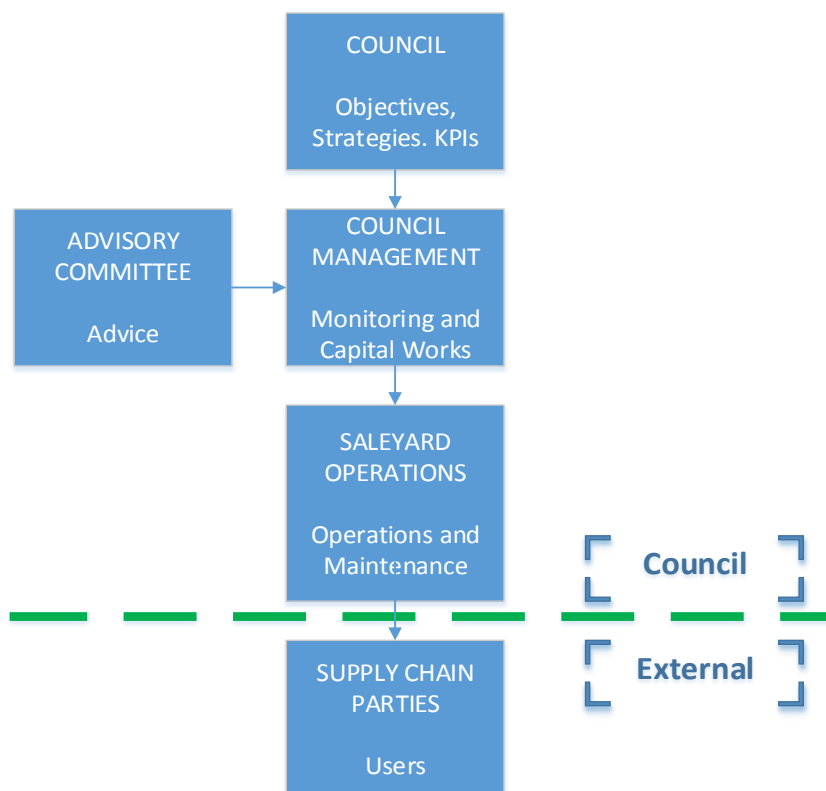 COUNCIL
Objectives,
Strategies. KPIs
ADVISORY
COMMITTEE
Advice
COUNCIL
MANAGEMENT
Monitoring and
Capital Works
SALEYARD
OPERATIONS
Operations and
Maintenance
Council
External
SUPPLY CHAIN
PARTIES
Users